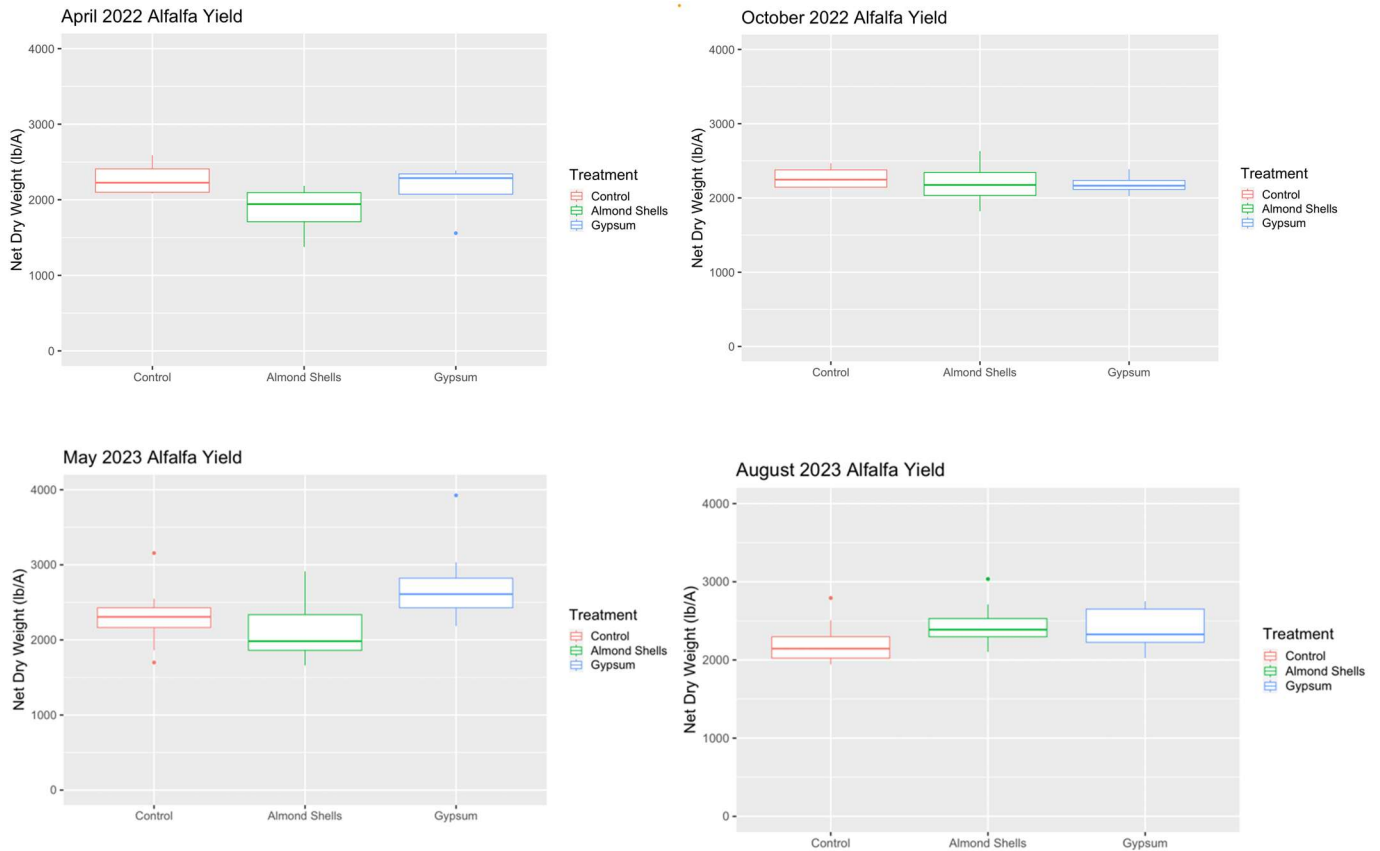 April 2022 Alfalfa Yield
Net Dry Weight (lb/A)
4000
3000
2000
1000
0
Control
Almond Shells
Gypsum
Treatment
Control
Almond Shells
Gypsum
October 2022 Alfalfa Yield
Net Dry Weight (lb/A)
4000
3000
2000
1000
0
Control
Almond Shells
Gypsum
Treatment
Control
Almond Shells
Gypsum
May 2023 Alfalfa Yield
Net Dry Weight (lb/A)
4000
3000
2000
1000
0
Control
Almond Shells
Gypsum
Treatment
Control
Almond Shells
Gypsum
August 2023 Alfalfa Yield
Net Dry Weight (lb/A)
4000
3000
2000
1000
0
Control
Almond Shells
Gypsum
Treatment
Control
Almond Shells
Gypsum